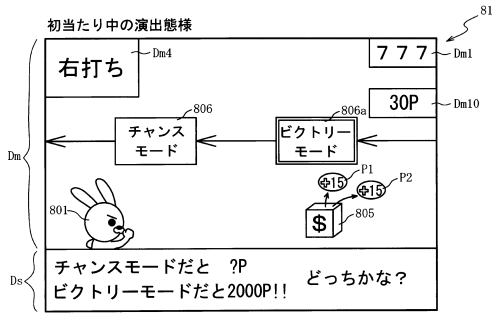 初当たり中の演出態様
81
右打ち
Dm4
7 7 7
Dm1
30P
Dm10
806
チャンス
モード
806a
ビクトリー
モード
Dm
P1
+15
P2
+15
801
$
805
Ds
チャンスモードだと ?P
ビクトリーモードだと2000P!!
どっちかな?